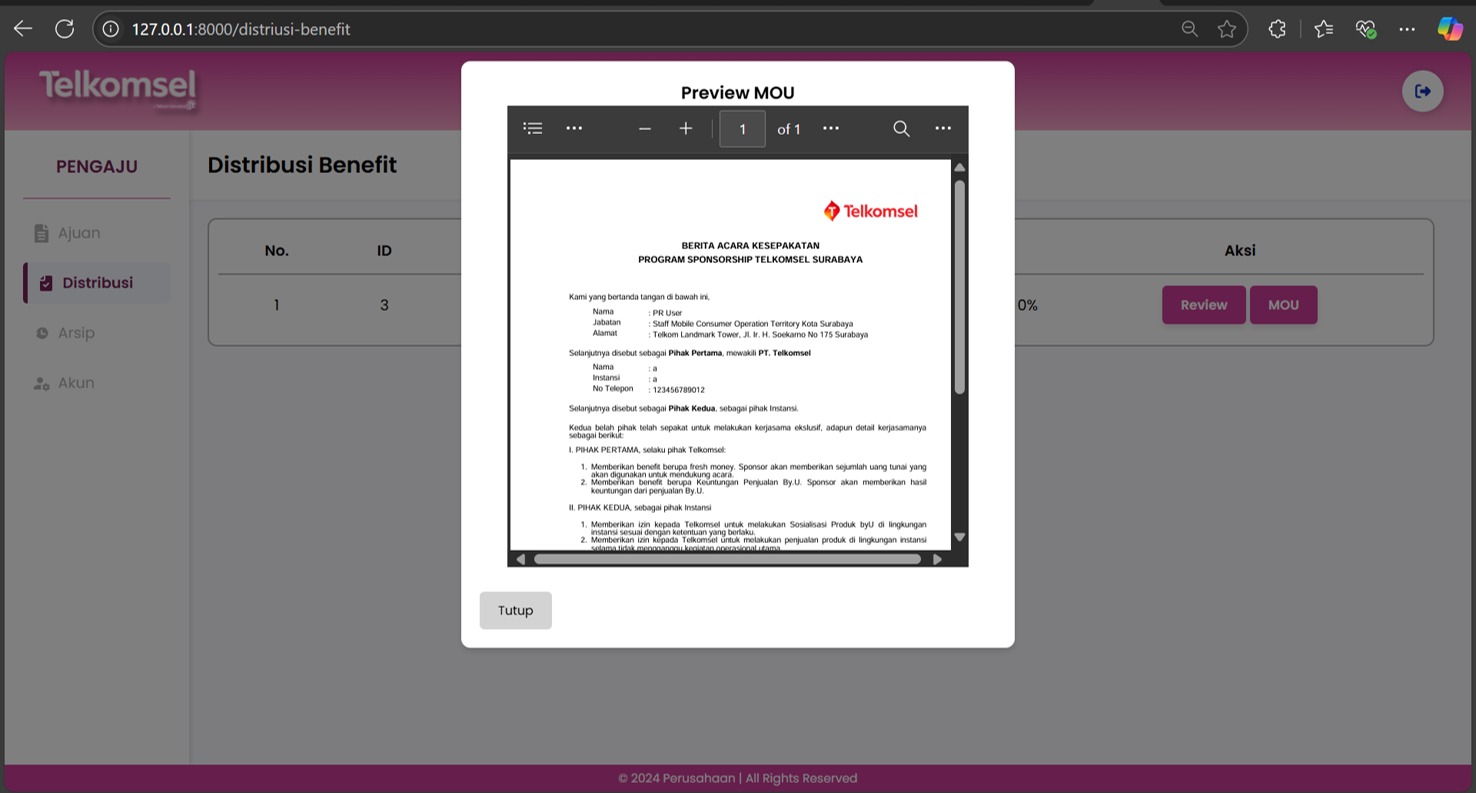 127.0.0.1:8000/distriusi-benefit
Telkomsel
PENGAJU
Ajuan
Distribusi
Arsip
Akun
Distribusi Benefit
No.
ID
Aksi
1
3
0%
Review
MOU
Preview MOU
1
of 1
Telkomsel
BERITA ACARA KESEPAKATAN
PROGRAM SPONSORSHIP TELKOMSEL SURABAYA
Kami yang bertanda tangan di bawah ini,
Nama : PR User
Jabatan : Staff Mobile Consumer Operation Territory Kota Surabaya
Alamat : Telkom Landmark Tower, Jl. Ir. H. Soekarno No 175 Surabaya
Selanjutnya disebut sebagai Pihak Pertama, mewakili PT. Telkomsel
Nama : a
Instansi : a
No Telepon : 123456789012
Selanjutnya disebut sebagai Pihak Kedua, sebagai pihak Instansi.
Kedua belah pihak telah sepakat untuk melakukan kerjasama ekslusif, adapun detail kerjasamanya
sebagai berikut:
I. PIHAK PERTAMA, selaku pihak Telkomsel:
1. Memberikan benefit berupa fresh money. Sponsor akan memberikan sejumlah uang tunai yang
akan digunakan untuk mendukung acara.
2. Memberikan benefit berupa Keuntungan Penjualan By.U. Sponsor akan memberikan hasil
keuntungan dari penjualan By.U.
II. PIHAK KEDUA, sebagai pihak Instansi
1. Memberikan izin kepada Telkomsel untuk melakukan Sosialisasi Produk byU di lingkungan
instansi sesuai dengan ketentuan yang berlaku.
2. Memberikan izin kepada Telkomsel untuk melakukan penjualan produk di lingkungan instansi
selama tidak mengganggu kegiatan operasional utama.
Tutup
© 2024 Perusahaan | All Rights Reserved